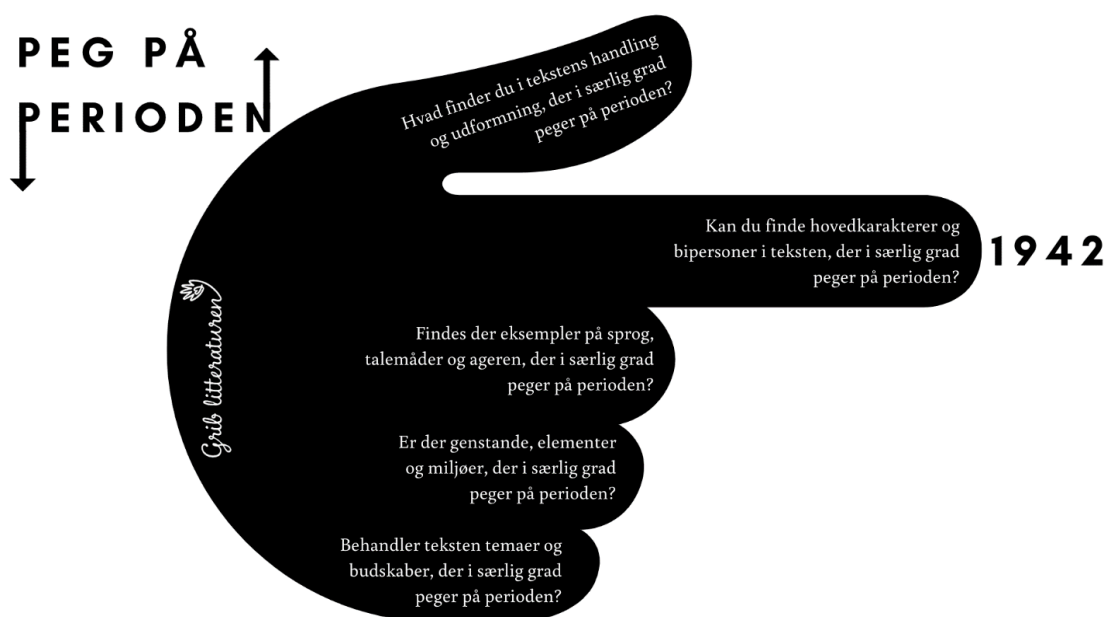 PEG PÅ
PERIODEN
Hvad finder du i tekstens handling
og udformning, der i særlig grad
peger på perioden?
Kan du finde hovedkarakterer og
bipersoner i teksten, der i særlig grad
peger på perioden?
1942
Findes der eksempler på sprog,
talemåder og ageren, der i særlig grad
peger på perioden?
Grib litteraturen
Er der genstande, elementer
og miljøer, der i særlig grad
peger på perioden?
Behandler teksten temaer og
budskaber, der i særlig grad
peger på perioden?